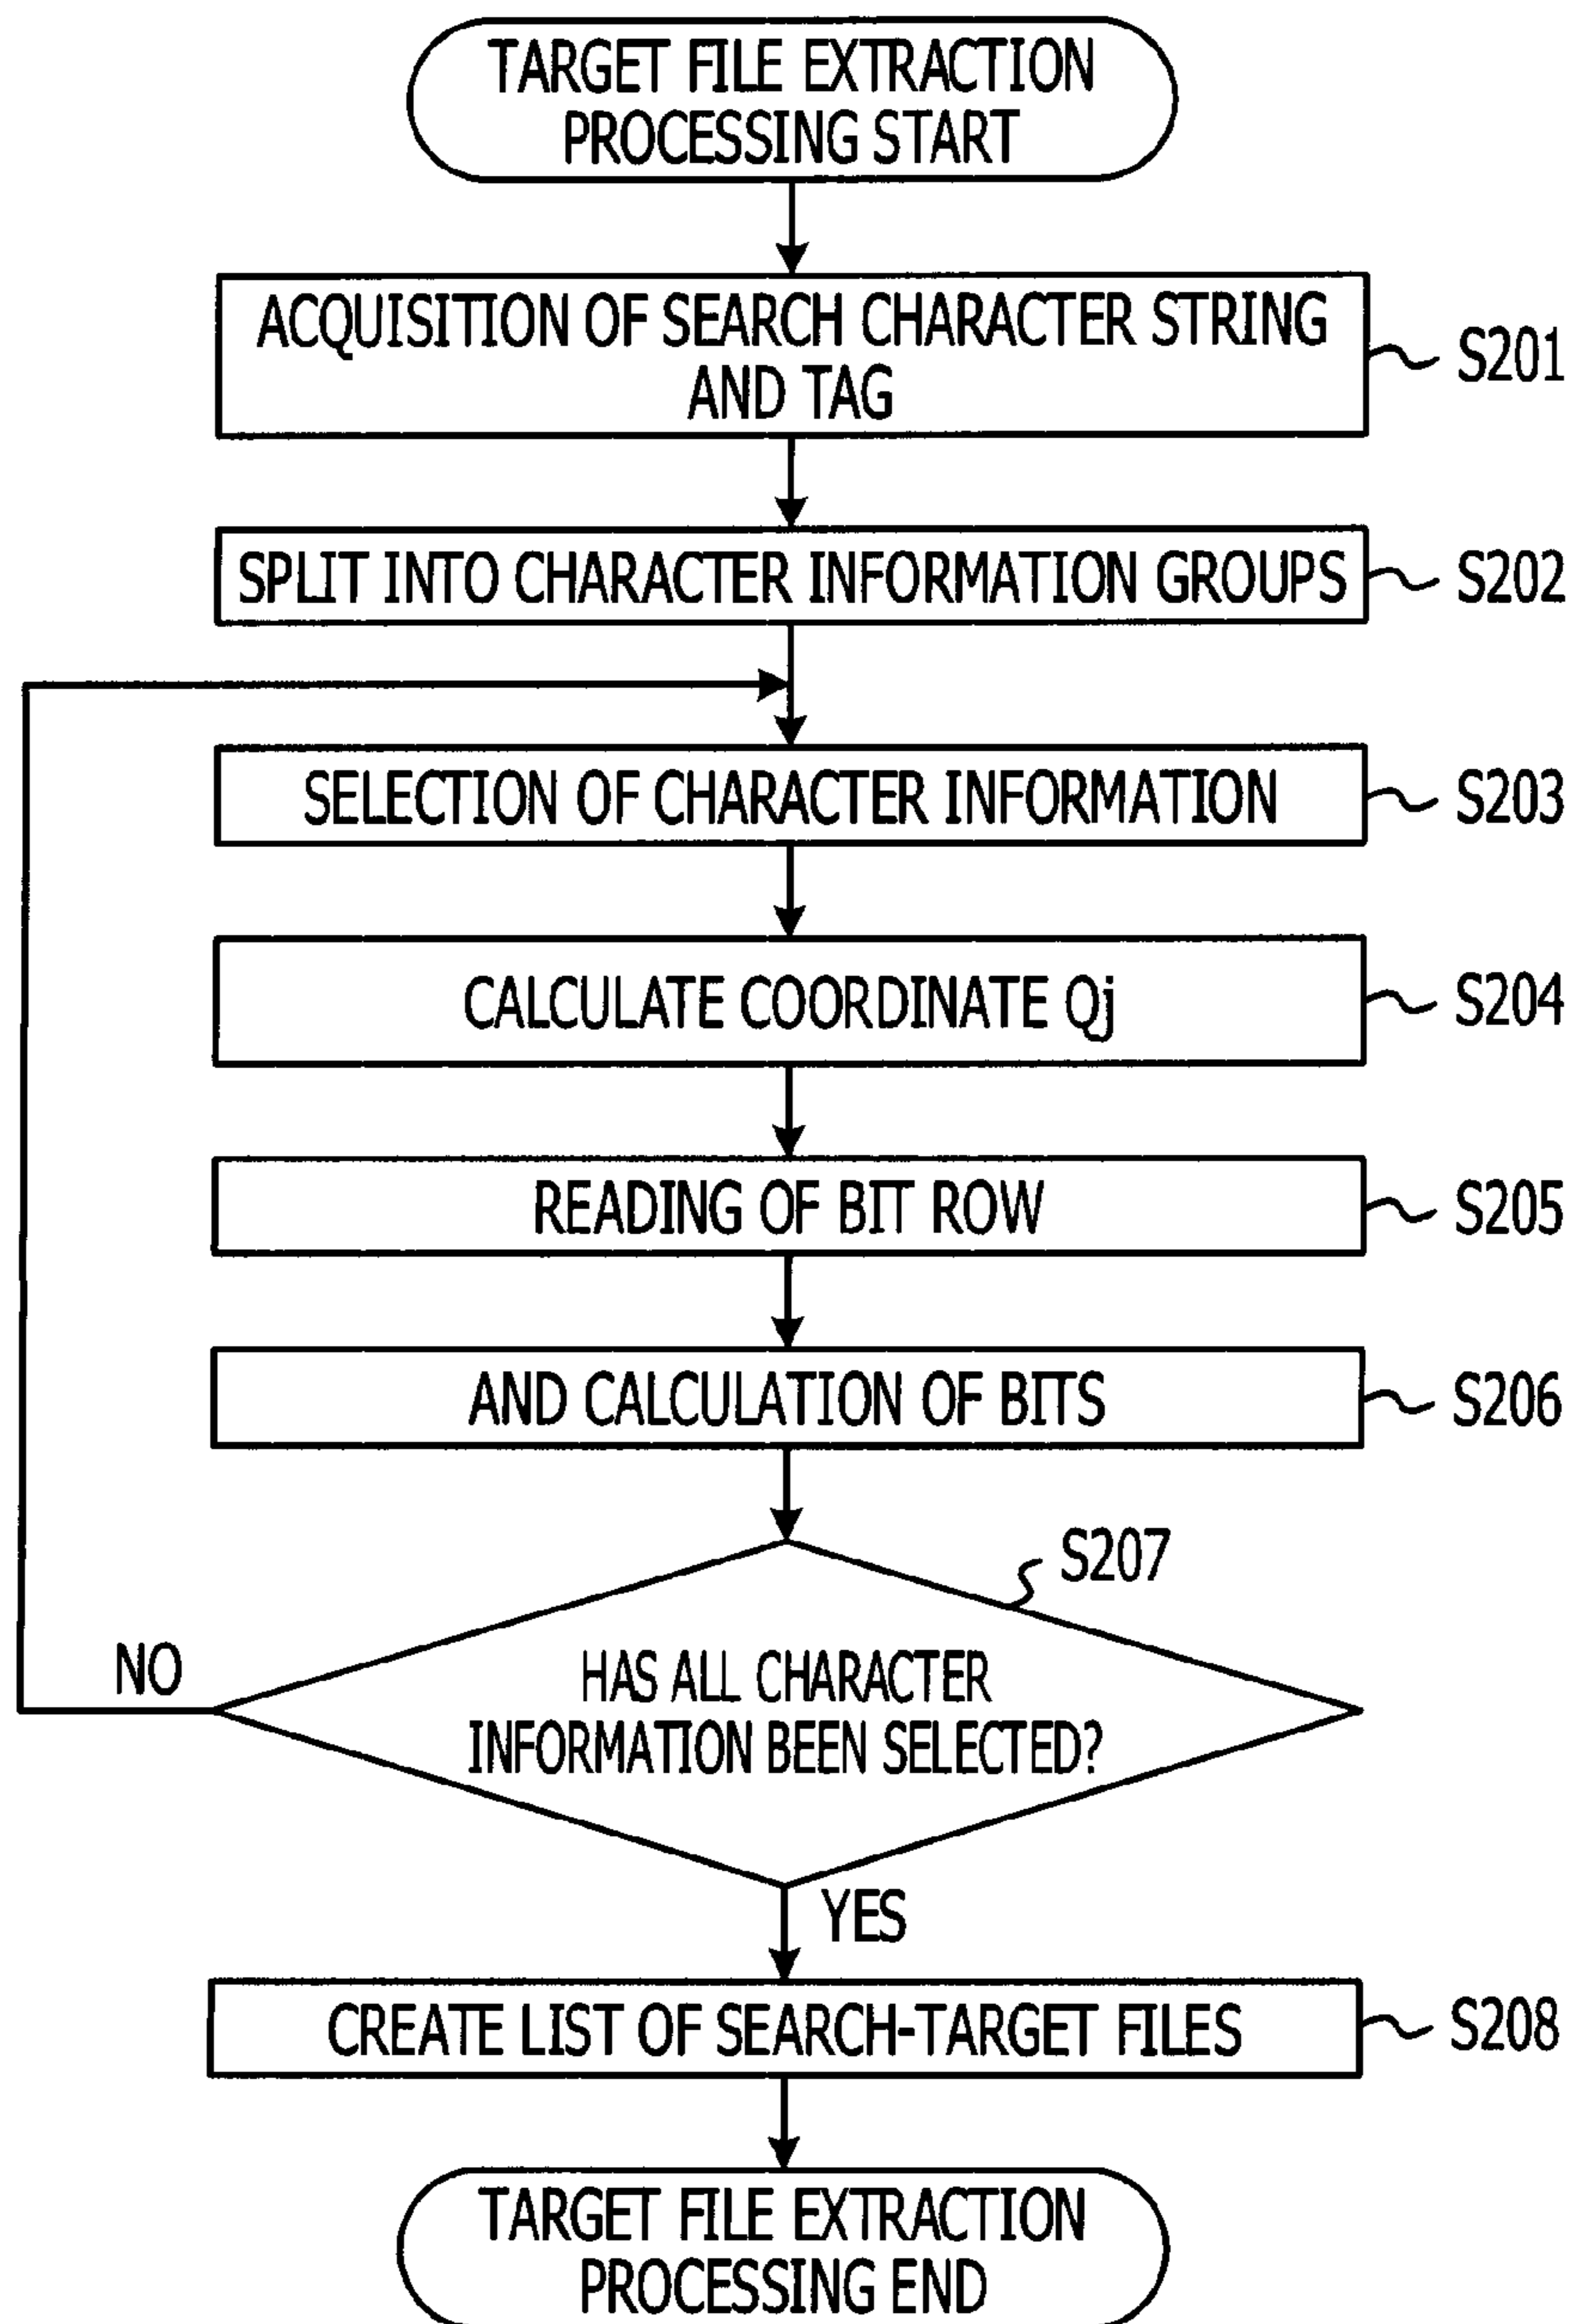 TARGET FILE EXTRACTION
PROCESSING START
ACQUISITION OF SEARCH CHARACTER STRING
AND TAG
S201
SPLIT INTO CHARACTER INFORMATION GROUPS
S202
SELECTION OF CHARACTER INFORMATION
S203
CALCULATE COORDINATE Qj
S204
READING OF BIT ROW
S205
AND CALCULATION OF BITS
S206
S207
HAS ALL CHARACTER
INFORMATION BEEN SELECTED?
NO
YES
CREATE LIST OF SEARCH-TARGET FILES
S208
TARGET FILE EXTRACTION
PROCESSING END